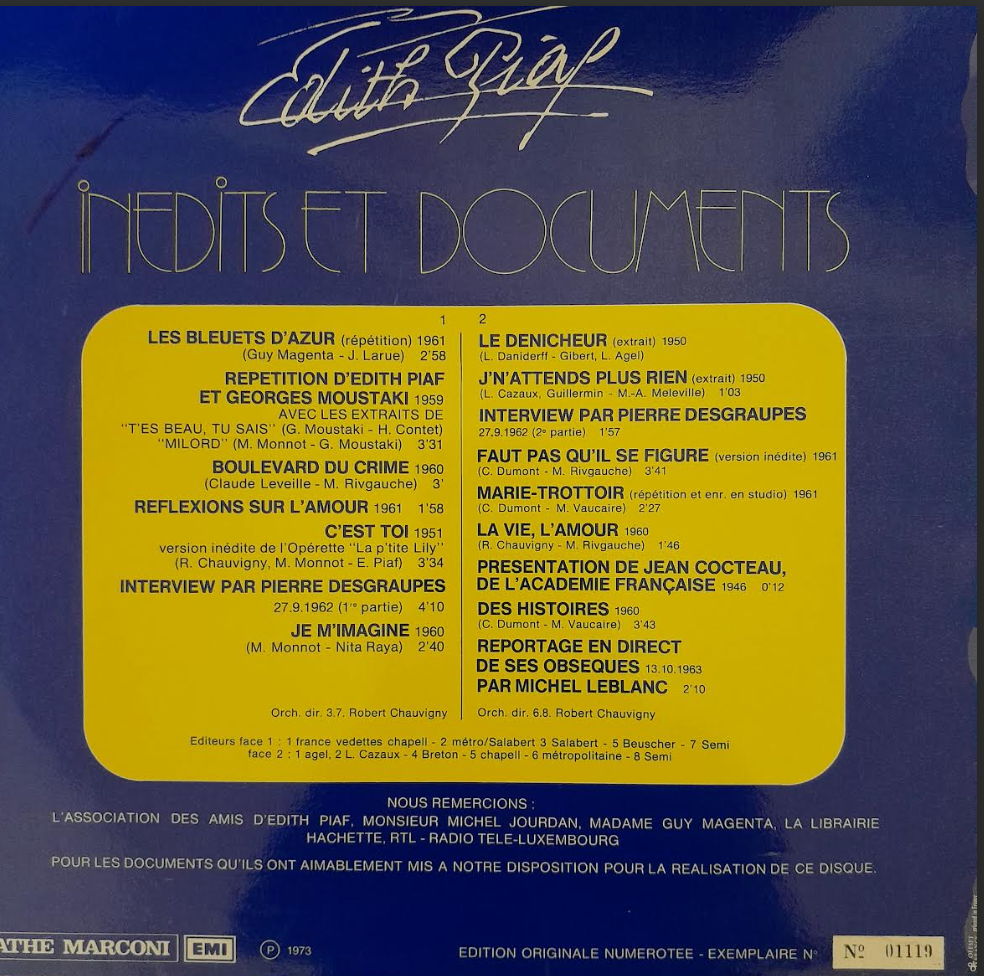 Edith Piaf
INEDITS ET DOCUMENTS
1
LES BLEUETS D'AZUR (répétition) 1961
(Guy Magenta - J. Larue) 2'58
REPETITION D'EDITH PIAF
ET GEORGES MOUSTAKI 1959
AVEC LES EXTRAITS DE
"T'ES BEAU, TU SAIS" (G. Moustaki - H. Contet)
"MILORD" (M. Monnot - G. Moustaki) 3'31
BOULEVARD DU CRIME 1960
(Claude Leveille - M. Rivgauche) 3'
REFLEXIONS SUR L'AMOUR 1961 1'58
C'EST TOI 1951
version inédite de l'Opérette "La p'tite Lily"
(R. Chauvigny, M. Monnot - E. Piaf) 3'34
INTERVIEW PAR PIERRE DESGRAUPES
27.9.1962 (1re partie) 4'10
JE M'IMAGINE 1960
(M. Monnot - Nita Raya) 2'40
Orch. dir. 3.7. Robert Chauvigny
2
LE DENICHEUR (extrait) 1950
(L. Daniderff - Gibert, L. Agel)
J'N'ATTENDS PLUS RIEN (extrait) 1950
(L. Cazaux, Guillermin - M.-A. Meleville) 1'03
INTERVIEW PAR PIERRE DESGRAUPES
27.9.1962 (2e partie) 1'57
FAUT PAS QU'IL SE FIGURE (version inédite) 1961
(C. Dumont - M. Rivgauche) 3'41
MARIE-TROTTOIR (répétition et enr. en studio) 1961
(C. Dumont - M. Vaucaire) 2'27
LA VIE, L'AMOUR 1960
(R. Chauvigny - M. Rivgauche) 1'46
PRESENTATION DE JEAN COCTEAU,
DE L'ACADEMIE FRANÇAISE 1946 0'12
DES HISTOIRES 1960
(C. Dumont - M. Vaucaire) 3'43
REPORTAGE EN DIRECT
DE SES OBSEQUES 13.10.1963
PAR MICHEL LEBLANC 2'10
Orch. dir. 6.8. Robert Chauvigny
Editeurs face 1 : 1 france vedettes chapell - 2 métro/Salabert 3 Salabert - 5 Beuscher - 7 Semi
face 2 : 1 agel, 2 L. Cazaux - 4 Breton - 5 chapell - 6 métropolitaine - 8 Semi
NOUS REMERCIONS :
L'ASSOCIATION DES AMIS D'EDITH PIAF, MONSIEUR MICHEL JOURDAN, MADAME GUY MAGENTA, LA LIBRAIRIE
HACHETTE, RTL - RADIO TELE-LUXEMBOURG
POUR LES DOCUMENTS QU'ILS ONT AIMABLEMENT MIS A NOTRE DISPOSITION POUR LA REALISATION DE CE DISQUE.
ATHE MARCONI EMI Ⓟ 1973
EDITION ORIGINALE NUMEROTEE - EXEMPLAIRE N° Nº 01119